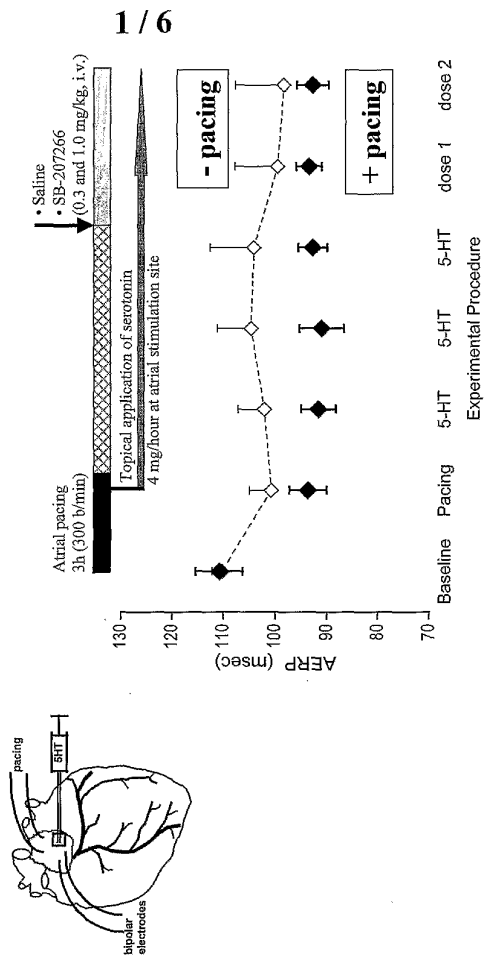 1 / 6
• Saline
• SB-207266
(0.3 and 1.0 mg/kg, i.v.)
Atrial pacing
3h (300 b/min)
Topical application of serotonin
4 mg/hour at atrial stimulation site
- pacing
+ pacing
130
120
110
100
90
80
70
AERP (msec)
Baseline Pacing 5-HT 5-HT 5-HT dose 1 dose 2
Experimental Procedure
pacing
5HT
bipolar
electrodes